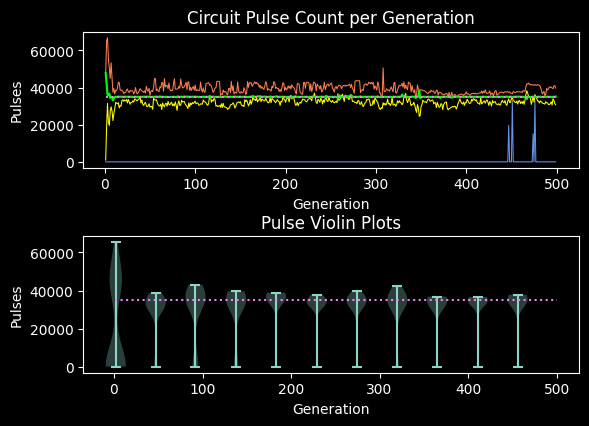 Circuit Pulse Count per Generation
60000
40000
20000
0
Pulses
0 100 200 300 400 500
Generation
Pulse Violin Plots
60000
40000
20000
0
Pulses
0 100 200 300 400 500
Generation